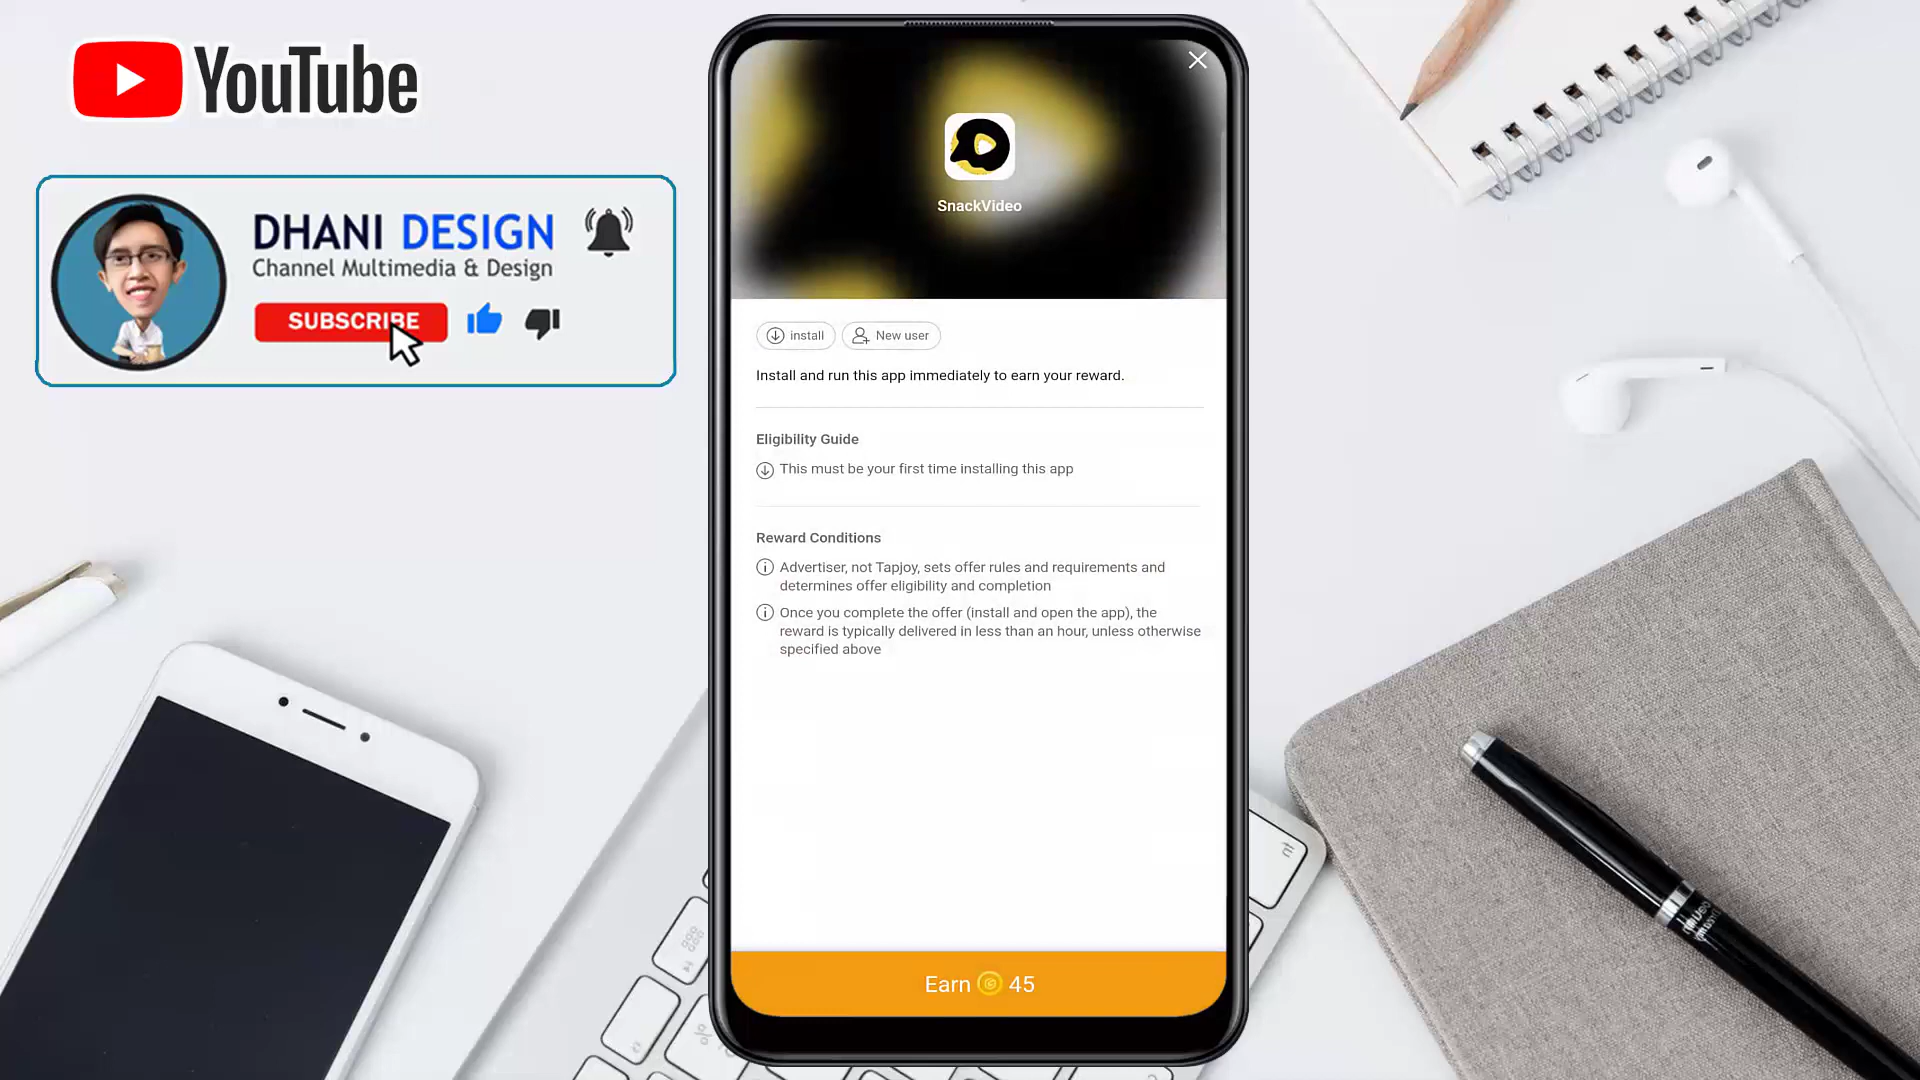 YouTube
DHANI DESIGN
Channel Multimedia & Design
SUBSCRIBE
SnackVideo
install
New user
Install and run this app immediately to earn your reward.
Eligibility Guide
This must be your first time installing this app
Reward Conditions
Advertiser, not Tapjoy, sets offer rules and requirements and
determines offer eligibility and completion
Once you complete the offer (install and open the app), the
reward is typically delivered in less than an hour, unless otherwise
specified above
Earn 45